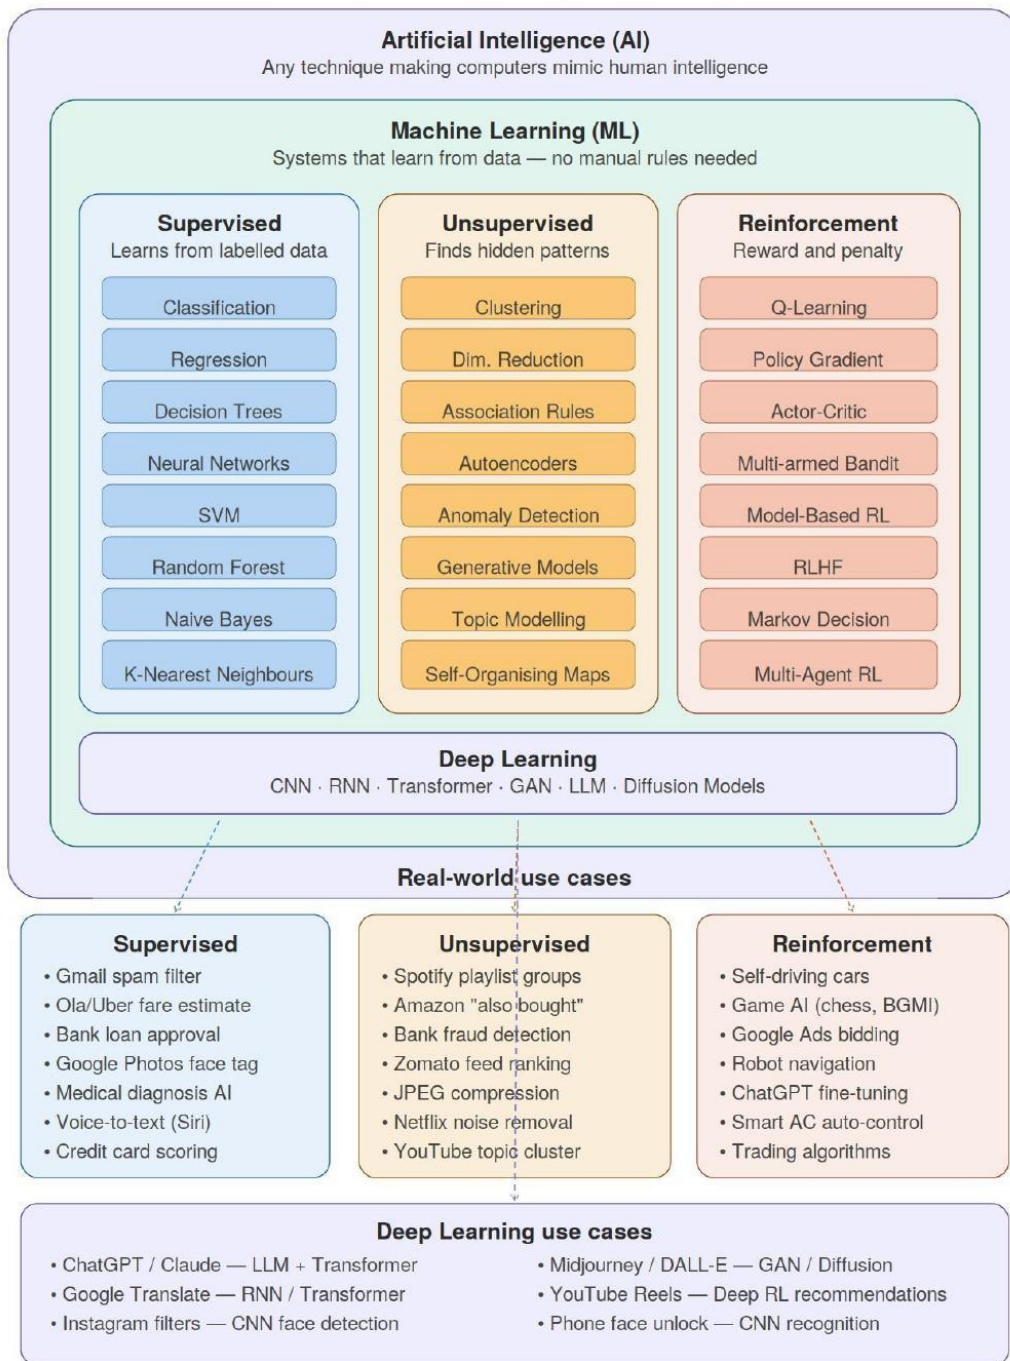 Artificial Intelligence (AI)
Any technique making computers mimic human intelligence
Machine Learning (ML)
Systems that learn from data — no manual rules needed
Supervised
Learns from labelled data
Classification
Regression
Decision Trees
Neural Networks
SVM
Random Forest
Naive Bayes
K-Nearest Neighbours
Unsupervised
Finds hidden patterns
Clustering
Dim. Reduction
Association Rules
Autoencoders
Anomaly Detection
Generative Models
Topic Modelling
Self-Organising Maps
Reinforcement
Reward and penalty
Q-Learning
Policy Gradient
Actor-Critic
Multi-armed Bandit
Model-Based RL
RLHF
Markov Decision
Multi-Agent RL
Deep Learning
CNN · RNN · Transformer · GAN · LLM · Diffusion Models
Real-world use cases
Supervised
• Gmail spam filter
• Ola/Uber fare estimate
• Bank loan approval
• Google Photos face tag
• Medical diagnosis AI
• Voice-to-text (Siri)
• Credit card scoring
Unsupervised
• Spotify playlist groups
• Amazon "also bought"
• Bank fraud detection
• Zomato feed ranking
• JPEG compression
• Netflix noise removal
• YouTube topic cluster
Reinforcement
• Self-driving cars
• Game AI (chess, BGMI)
• Google Ads bidding
• Robot navigation
• ChatGPT fine-tuning
• Smart AC auto-control
• Trading algorithms
Deep Learning use cases
• ChatGPT / Claude — LLM + Transformer
• Google Translate — RNN / Transformer
• Instagram filters — CNN face detection
• Midjourney / DALL-E — GAN / Diffusion
• YouTube Reels — Deep RL recommendations
• Phone face unlock — CNN recognition